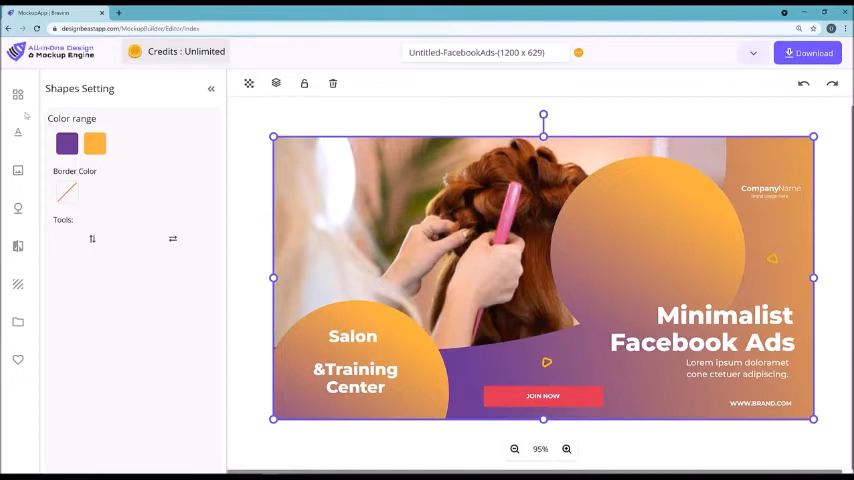 MockupApp | Bravinn
designbeastapp.com/MockupBuilder/Editor/Index
All-in-One Design
& Mockup Engine
Credits : Unlimited
Untitled-FacebookAds-(1200 x 629)
Download
Shapes Setting
Color range
Border Color
Tools:
CompanyName
Salon
&Training
Center
Minimalist
Facebook Ads
Lorem ipsum doloramet
cone ctetuer adipiscing.
JOIN NOW
WWW.BRAND.COM
95%